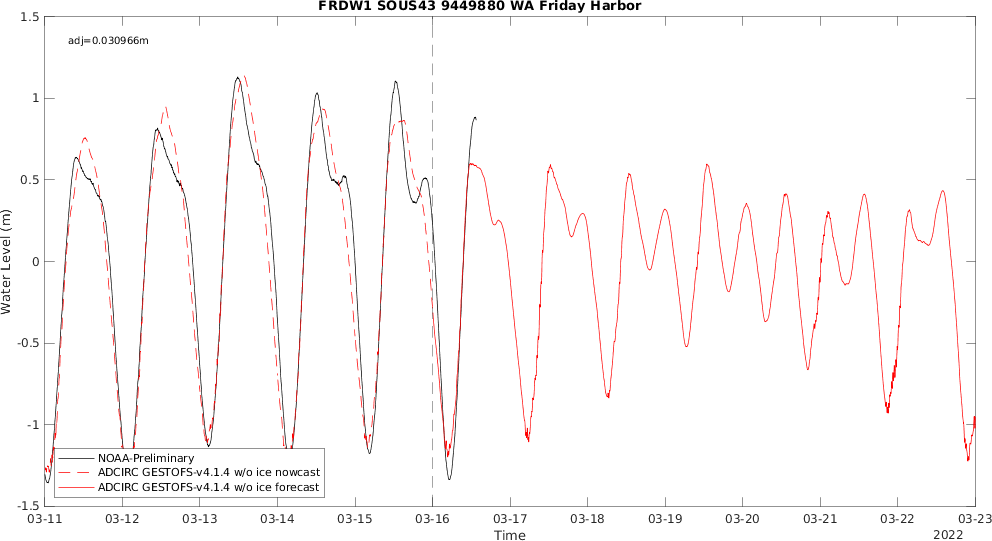 FRDW1 SOUS43 9449880 WA Friday Harbor
adj=0.030966m
1.5
1
0.5
0
-0.5
-1
-1.5
Water Level (m)
NOAA-Preliminary
ADCIRC GESTOFS-v4.1.4 w/o ice nowcast
ADCIRC GESTOFS-v4.1.4 w/o ice forecast
03-11 03-12 03-13 03-14 03-15 03-16 03-17 03-18 03-19 03-20 03-21 03-22 03-23
Time
2022